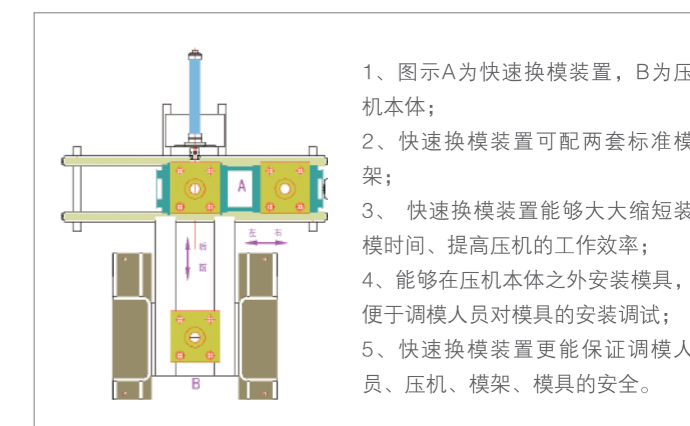 A
左 右
后
前
B
1、图示A为快速换模装置，B为压
机本体；
2、快速换模装置可配两套标准模
架；
3、 快速换模装置能够大大缩短装
模时间、提高压机的工作效率；
4、能够在压机本体之外安装模具，
便于调模人员对模具的安装调试；
5、快速换模装置更能保证调模人
员、压机、模架、模具的安全。